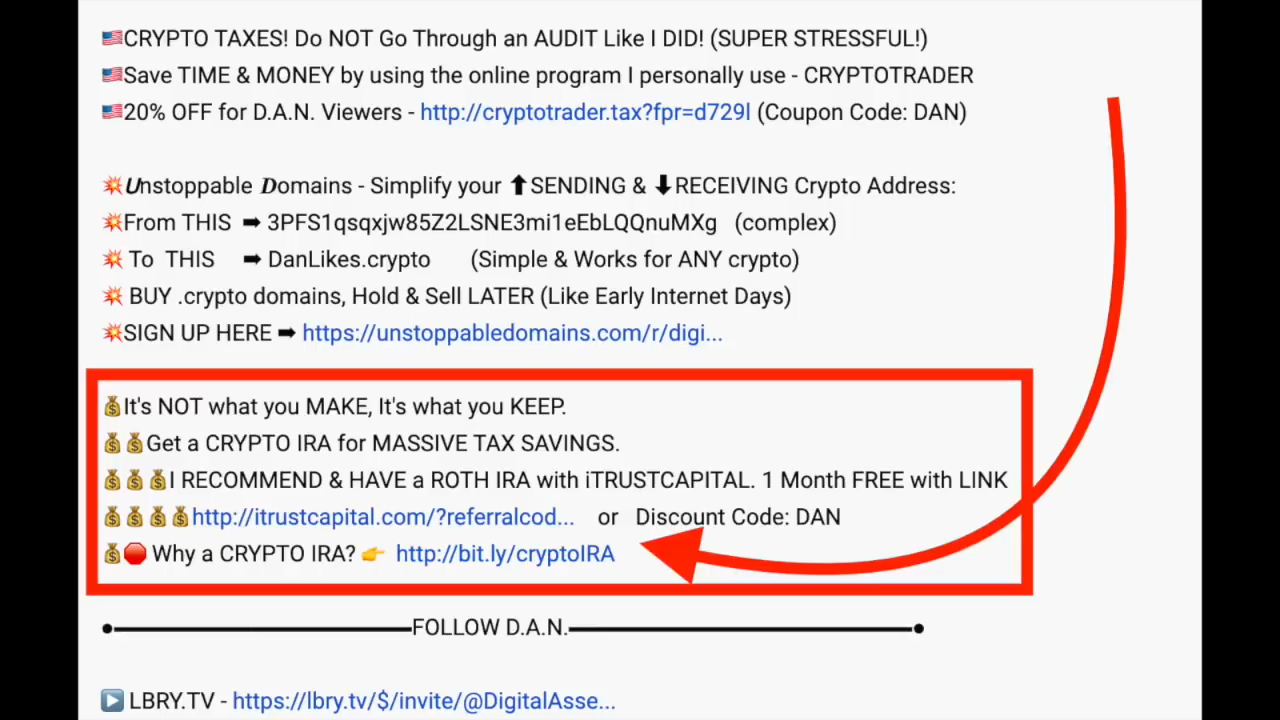 🇺🇸CRYPTO TAXES! Do NOT Go Through an AUDIT Like I DID! (SUPER STRESSFUL!)
🇺🇸Save TIME & MONEY by using the online program I personally use - CRYPTOTRADER
🇺🇸20% OFF for D.A.N. Viewers - http://cryptotrader.tax?fpr=d729l (Coupon Code: DAN)
💥𝑼nstoppable 𝑫omains - Simplify your ⬆SENDING & ⬇RECEIVING Crypto Address:
💥From THIS ➡ 3PFS1qsqxjw85Z2LSNE3mi1eEbLQQnuMXg (complex)
💥 To THIS ➡ DanLikes.crypto (Simple & Works for ANY crypto)
💥 BUY .crypto domains, Hold & Sell LATER (Like Early Internet Days)
💥SIGN UP HERE ➡ https://unstoppabledomains.com/r/digi...
💰It's NOT what you MAKE, It's what you KEEP.
💰💰Get a CRYPTO IRA for MASSIVE TAX SAVINGS.
💰💰💰I RECOMMEND & HAVE a ROTH IRA with iTRUSTCAPITAL. 1 Month FREE with LINK
💰💰💰💰http://itrustcapital.com/?referralcod... or Discount Code: DAN
💰🛑 Why a CRYPTO IRA? 👉 http://bit.ly/cryptoIRA
●▬▬▬▬▬▬▬▬▬▬FOLLOW D.A.N.▬▬▬▬▬▬▬▬▬▬●
▶️ LBRY.TV - https://lbry.tv/$/invite/@DigitalAsse...